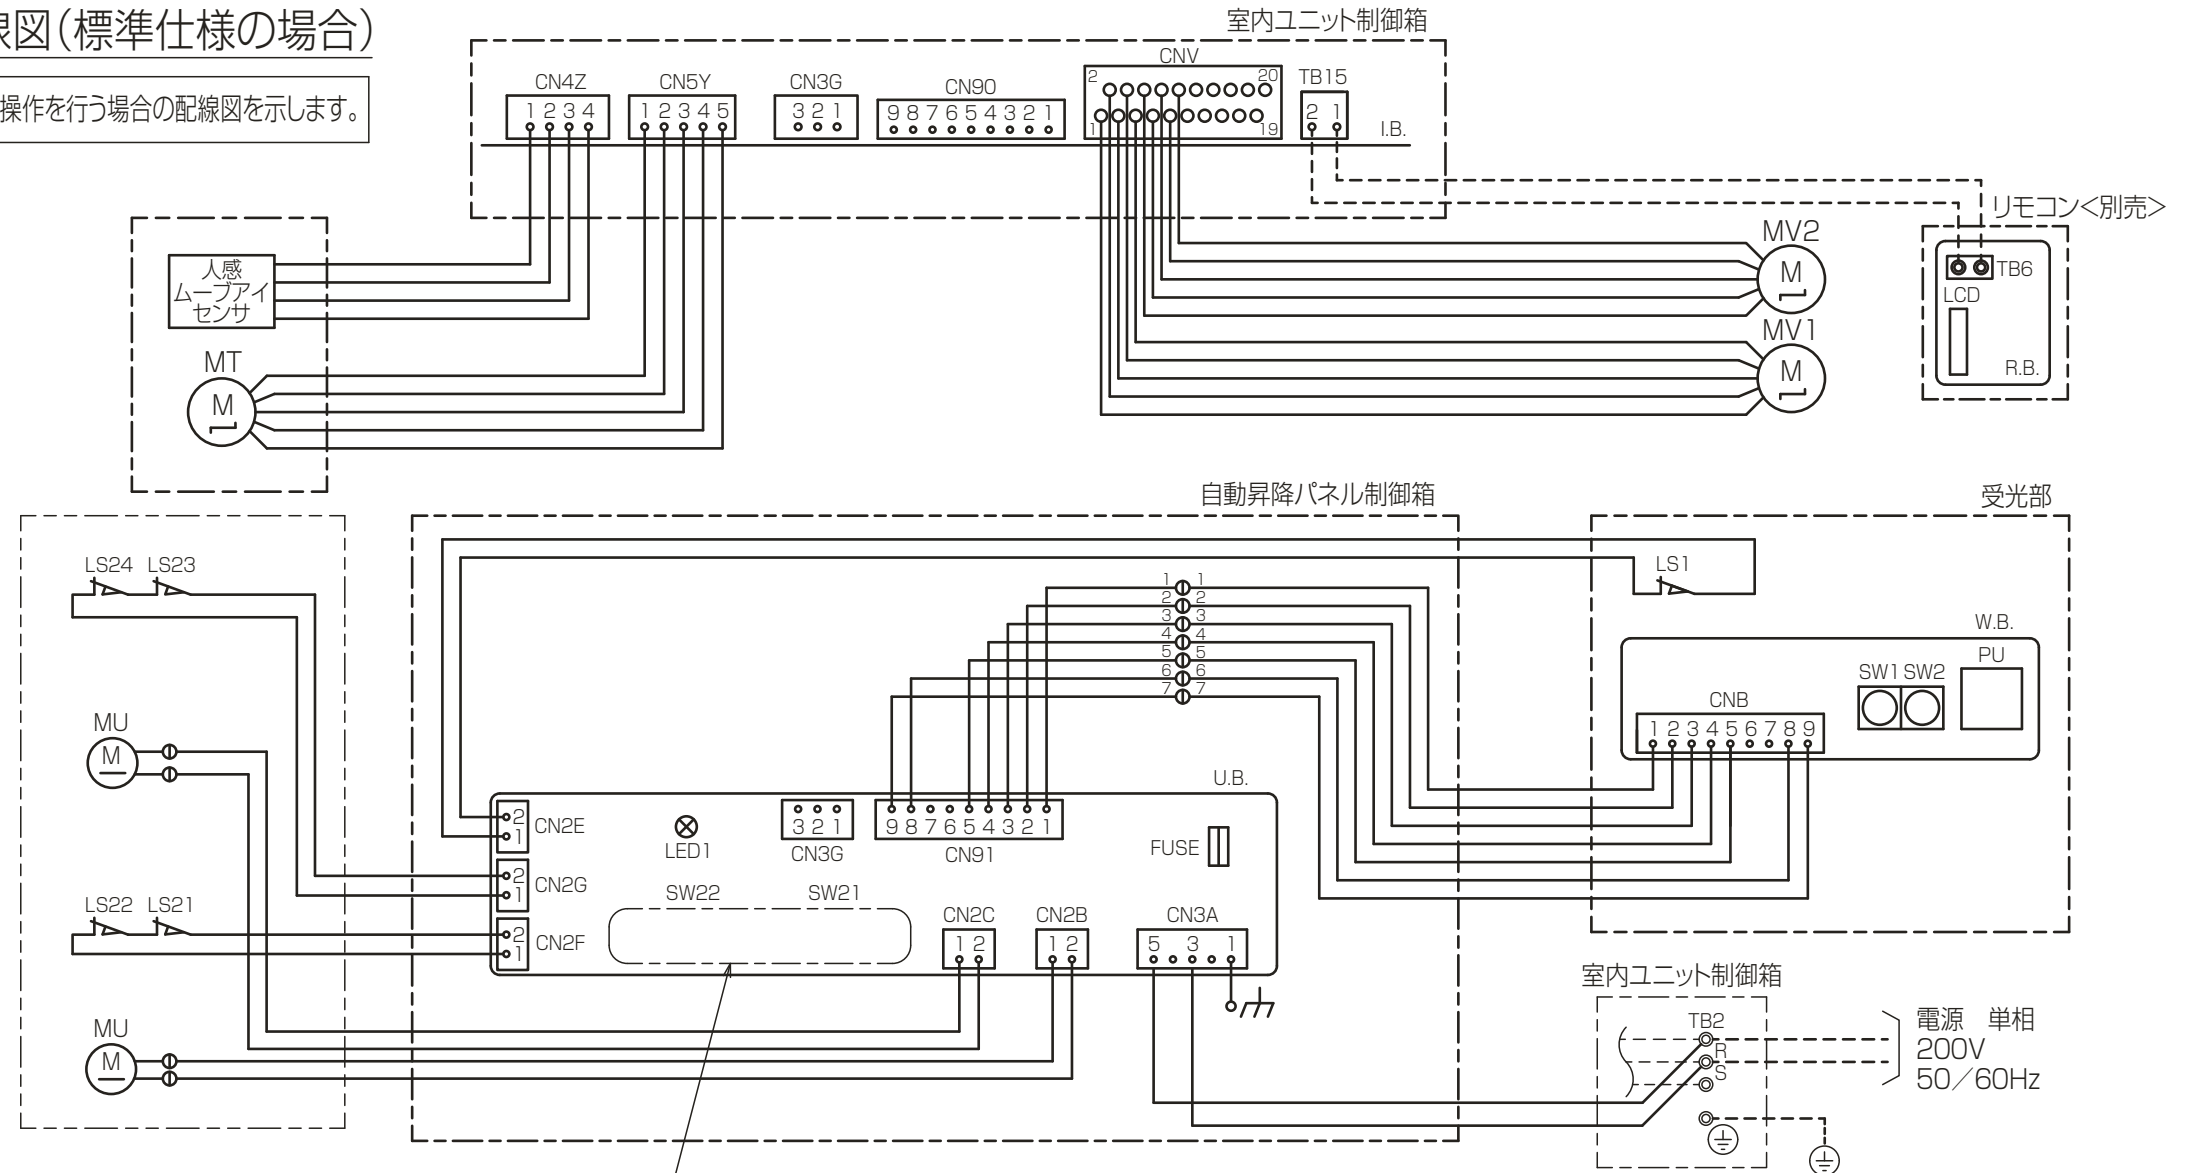 線図(標準仕様の場合)
操作を行う場合の配線図を示します。
室内ユニット制御箱
CN4Z
1 2 3 4
CN5Y
1 2 3 4 5
CN3G
3 2 1
CN90
9 8 7 6 5 4 3 2 1
CNV
2 20
1 19
TB15
2 1
I.B.
リモコン<別売>
TB6
LCD
R.B.
人感
ムーブアイ
センサ
MT
M
MV2
M
MV1
M
自動昇降パネル制御箱
受光部
LS24 LS23
MU
M
LS22 LS21
MU
M
1 1
2 2
3 3
4 4
5 5
6 6
7 7
LS1
W.B.
PU
SW1 SW2
CNB
1 2 3 4 5 6 7 8 9
U.B.
2
1
CN2E
2
1
CN2G
2
1
CN2F
LED1
3 2 1
CN3G
9 8 7 6 5 4 3 2 1
CN91
FUSE
SW22 SW21
CN2C
1 2
CN2B
1 2
CN3A
5 3 1
室内ユニット制御箱
TB2
R
S
電源 単相
200V
50/60Hz